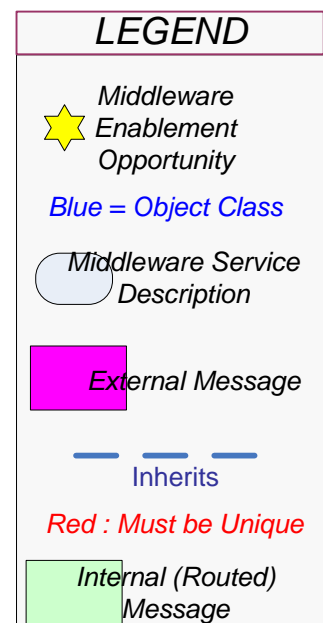 LEGEND
Middleware
Enablement
Opportunity
Blue = Object Class
Middleware Service
Description
External Message
Inherits
Red : Must be Unique
Internal (Routed)
Message